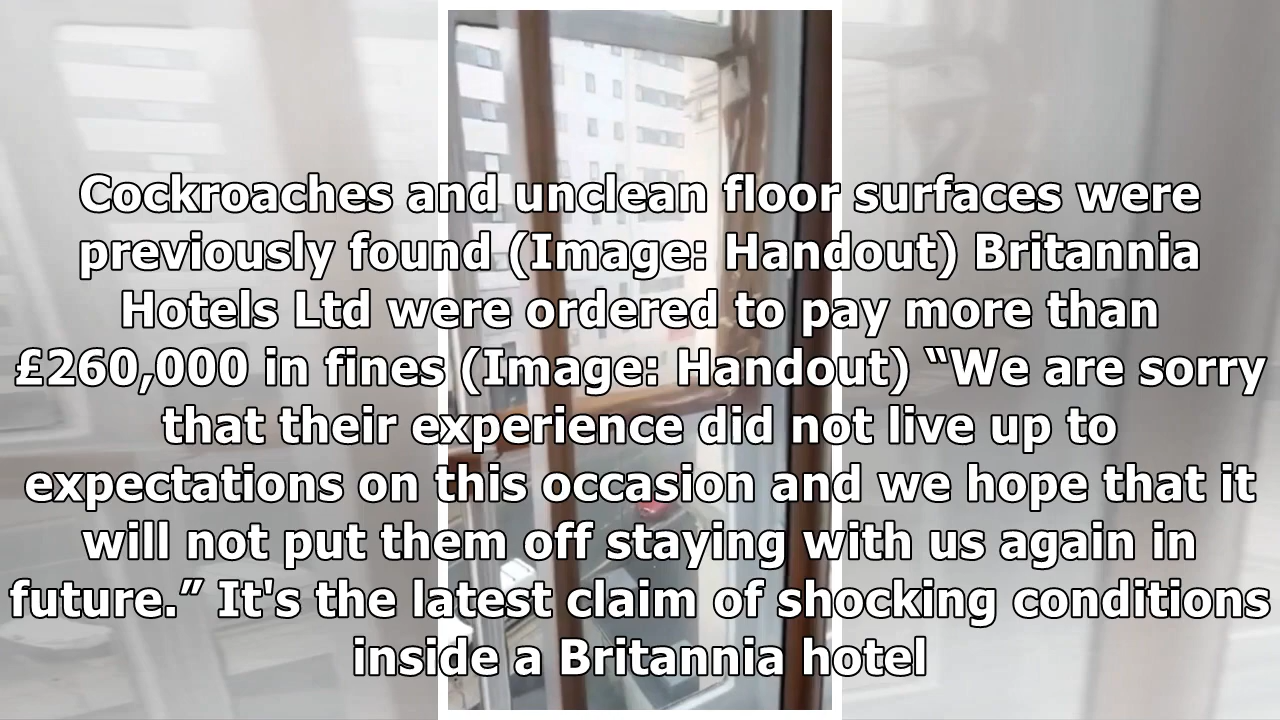 Cockroaches and unclean floor surfaces were
previously found (Image: Handout) Britannia
Hotels Ltd were ordered to pay more than
£260,000 in fines (Image: Handout) “We are sorry
that their experience did not live up to
expectations on this occasion and we hope that it
will not put them off staying with us again in
future.” It's the latest claim of shocking conditions
inside a Britannia hotel